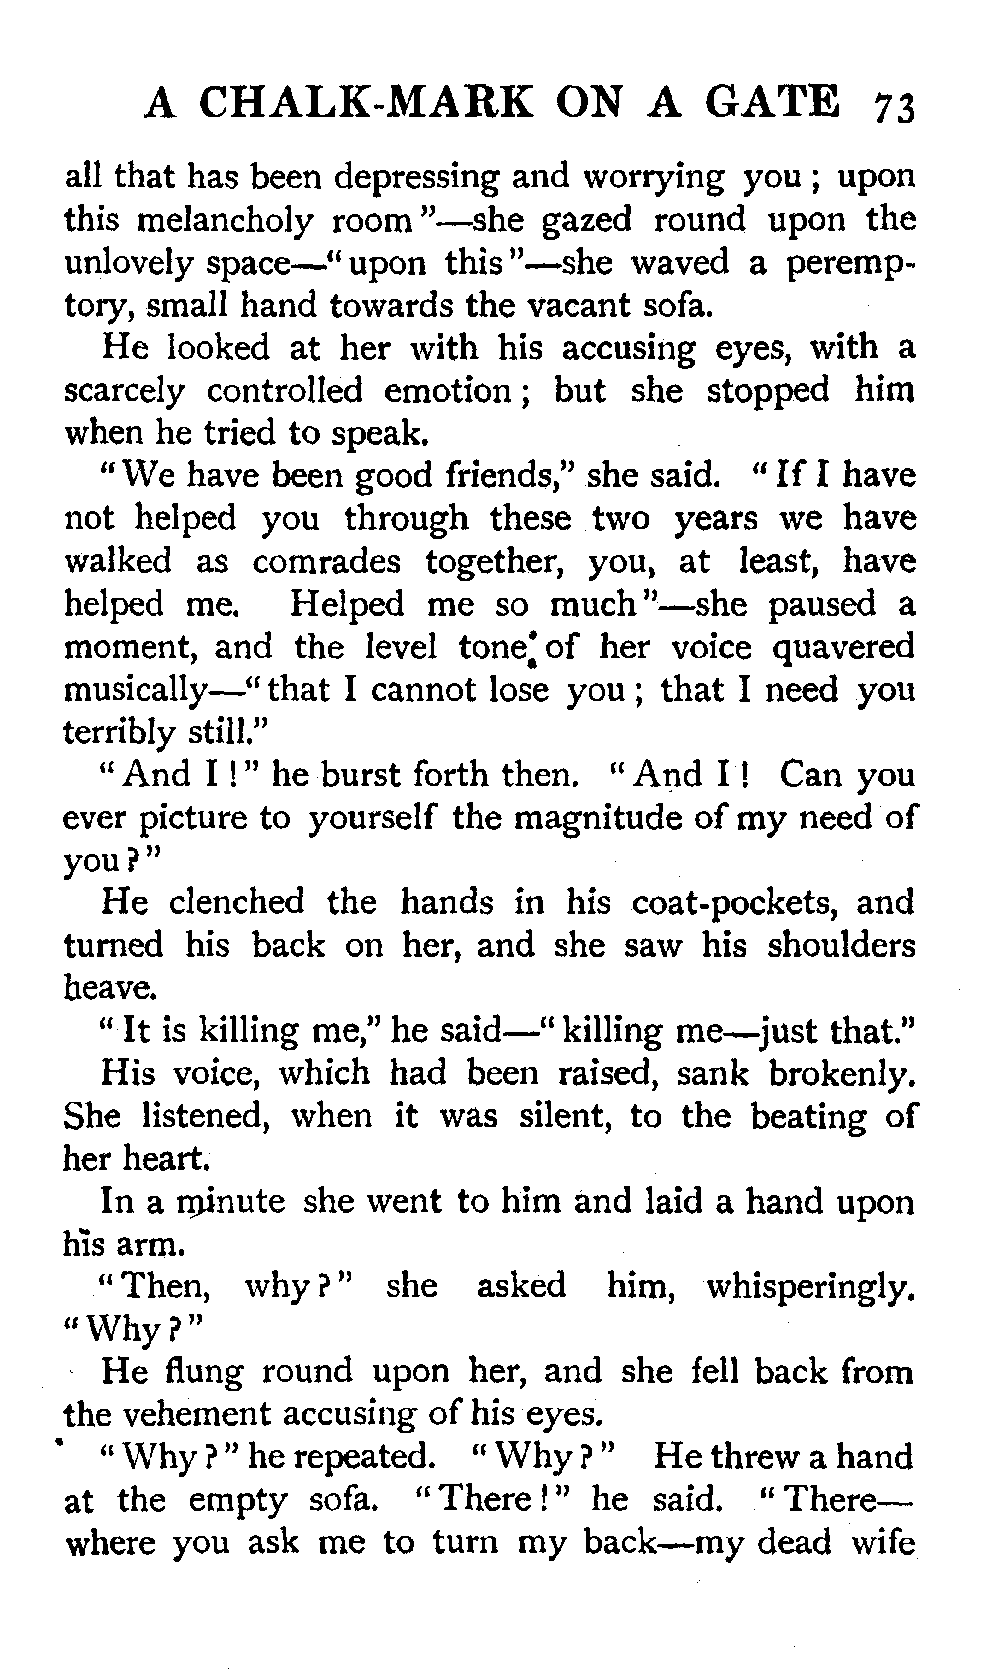 A CHALK-MARK ON A GATE 73
all that has been depressing and worrying you ; upon
this melancholy room"—she gazed round upon the
unlovely space—"upon this"—she waved a peremp-
tory, small hand towards the vacant sofa.
He looked at her with his accusing eyes, with a
scarcely controlled emotion ; but she stopped him
when he tried to speak.
"We have been good friends," she said. "If I have
not helped you through these two years we have
walked as comrades together, you, at least, have
helped me. Helped me so much"—she paused a
moment, and the level tone of her voice quavered
musically—"that I cannot lose you ; that I need you
terribly still."
"And I !" he burst forth then. "And I ! Can you
ever picture to yourself the magnitude of my need of
you ?"
He clenched the hands in his coat-pockets, and
turned his back on her, and she saw his shoulders
heave.
"It is killing me," he said—"killing me—just that."
His voice, which had been raised, sank brokenly.
She listened, when it was silent, to the beating of
her heart.
In a minute she went to him and laid a hand upon
his arm.
"Then, why ?" she asked him, whisperingly.
"Why ?"
He flung round upon her, and she fell back from
the vehement accusing of his eyes.
"Why ?" he repeated. "Why ?" He threw a hand
at the empty sofa. "There !" he said. "There—
where you ask me to turn my back—my dead wife